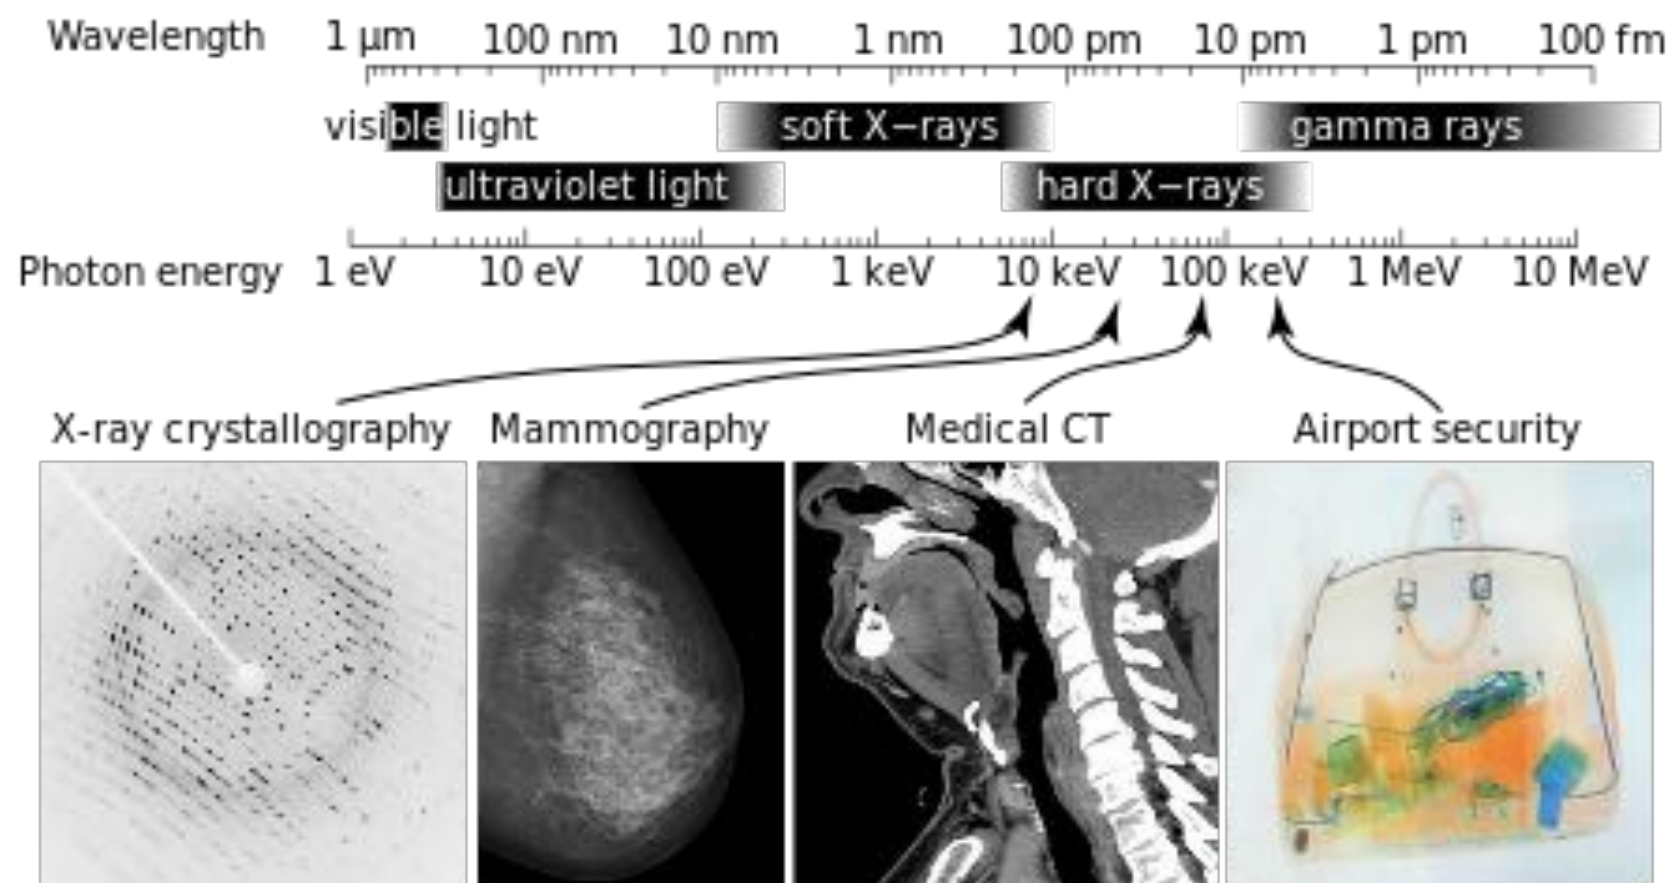 Wavelength 1 µm 100 nm 10 nm 1 nm 100 pm 10 pm 1 pm 100 fm
visible light soft X−rays gamma rays
ultraviolet light hard X−rays
Photon energy 1 eV 10 eV 100 eV 1 keV 10 keV 100 keV 1 MeV 10 MeV
X-ray crystallography Mammography Medical CT Airport security